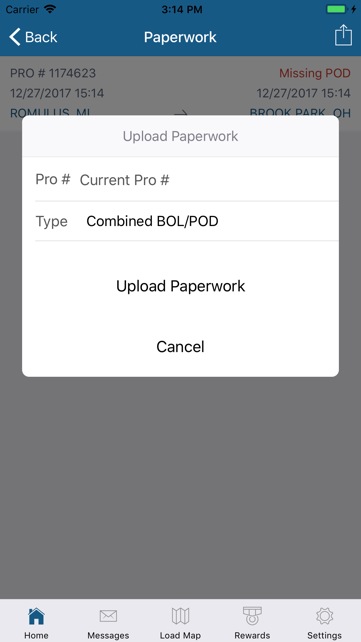 Carrier 3:14 PM
Back Paperwork
PRO # 1174623 Missing POD
12/27/2017 15:14 12/27/2017 15:14
ROMULUS, MI → BROOK PARK, OH
Upload Paperwork
Pro # Current Pro #
Type Combined BOL/POD
Upload Paperwork
Cancel
Home Messages Load Map Rewards Settings